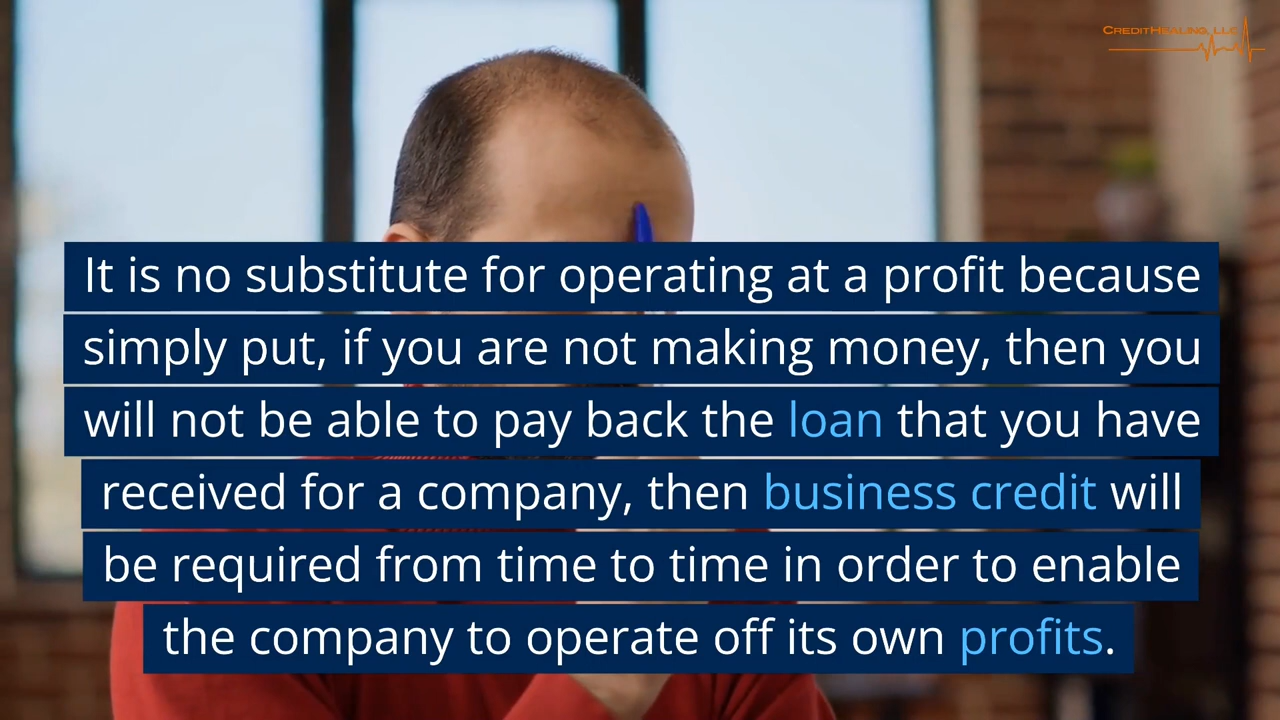 CREDITHEALING, LLC
It is no substitute for operating at a profit because
simply put, if you are not making money, then you
will not be able to pay back the loan that you have
received for a company, then business credit will
be required from time to time in order to enable
the company to operate off its own profits.